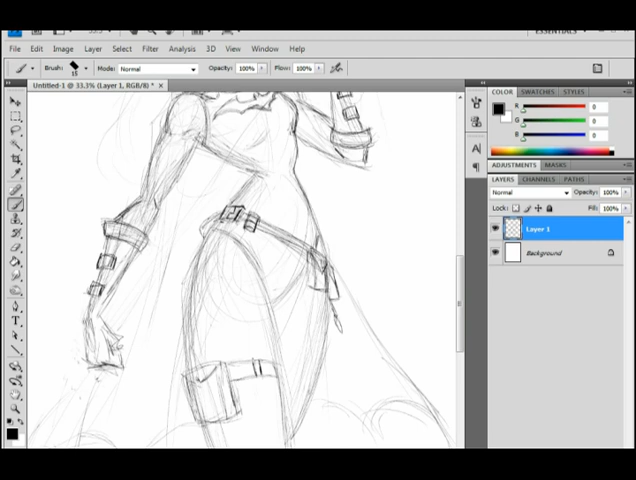 ESSENTIALS
File Edit Image Layer Select Filter Analysis 3D View Window Help
Brush: 15 Mode: Normal Opacity: 100% Flow: 100%
Untitled-1 @ 33.3% (Layer 1, RGB/8) *
COLOR SWATCHES STYLES
R 0
G 0
B 0
ADJUSTMENTS MASKS
LAYERS CHANNELS PATHS
Normal Opacity: 100%
Lock: Fill: 100%
Layer 1
Background